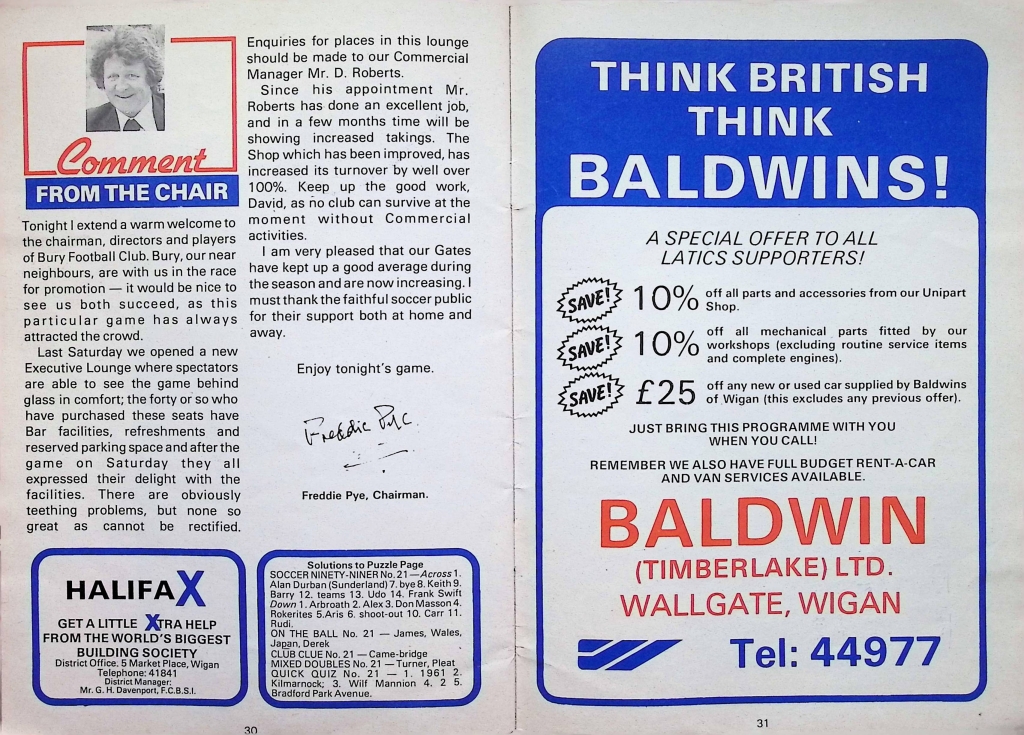 Comment
FROM THE CHAIR
Tonight I extend a warm welcome to
the chairman, directors and players
of Bury Football Club. Bury, our near
neighbours, are with us in the race
for promotion — it would be nice to
see us both succeed, as this
particular game has always
attracted the crowd.
Last Saturday we opened a new
Executive Lounge where spectators
are able to see the game behind
glass in comfort; the forty or so who
have purchased these seats have
Bar facilities, refreshments and
reserved parking space and after the
game on Saturday they all
expressed their delight with the
facilities. There are obviously
teething problems, but none so
great as cannot be rectified.
Enquiries for places in this lounge
should be made to our Commercial
Manager Mr. D. Roberts.
Since his appointment Mr.
Roberts has done an excellent job,
and in a few months time will be
showing increased takings. The
Shop which has been improved, has
increased its turnover by well over
100%. Keep up the good work,
David, as no club can survive at the
moment without Commercial
activities.
I am very pleased that our Gates
have kept up a good average during
the season and are now increasing. I
must thank the faithful soccer public
for their support both at home and
away.
Enjoy tonight's game.
Freddie Pye
Freddie Pye, Chairman.
HALIFAX
GET A LITTLE XTRA HELP
FROM THE WORLD'S BIGGEST
BUILDING SOCIETY
District Office. 5 Market Place, Wigan
Telephone: 41841
District Manager:
Mr. G. H. Davenport, F.C.B.S.I.
Solutions to Puzzle Page
SOCCER NINETY-NINER No. 21 — Across 1.
Alan Durban (Sunderland) 7. bye 8. Keith 9.
Barry 12. teams 13. Udo 14. Frank Swift
Down 1. Arbroath 2. Alex 3. Don Masson 4.
Rokerites 5.Aris 6. shoot-out 10. Carr 11.
Rudi.
ON THE BALL No. 21 — James, Wales,
Japan, Derek
CLUB CLUE No. 21 — Came-bridge
MIXED DOUBLES No. 21 — Turner, Pleat
QUICK QUIZ No. 21 — 1. 1961 2.
Kilmarnock; 3. Wilf Mannion 4. 2 5.
Bradford Park Avenue.
30
THINK BRITISH
THINK
BALDWINS!
A SPECIAL OFFER TO ALL
LATICS SUPPORTERS!
SAVE! 10% off all parts and accessories from our Unipart
Shop.
SAVE! 10% off all mechanical parts fitted by our
workshops (excluding routine service items
and complete engines).
SAVE! £25 off any new or used car supplied by Baldwins
of Wigan (this excludes any previous offer).
JUST BRING THIS PROGRAMME WITH YOU
WHEN YOU CALL!
REMEMBER WE ALSO HAVE FULL BUDGET RENT-A-CAR
AND VAN SERVICES AVAILABLE.
BALDWIN
(TIMBERLAKE) LTD.
WALLGATE, WIGAN
Tel: 44977
31